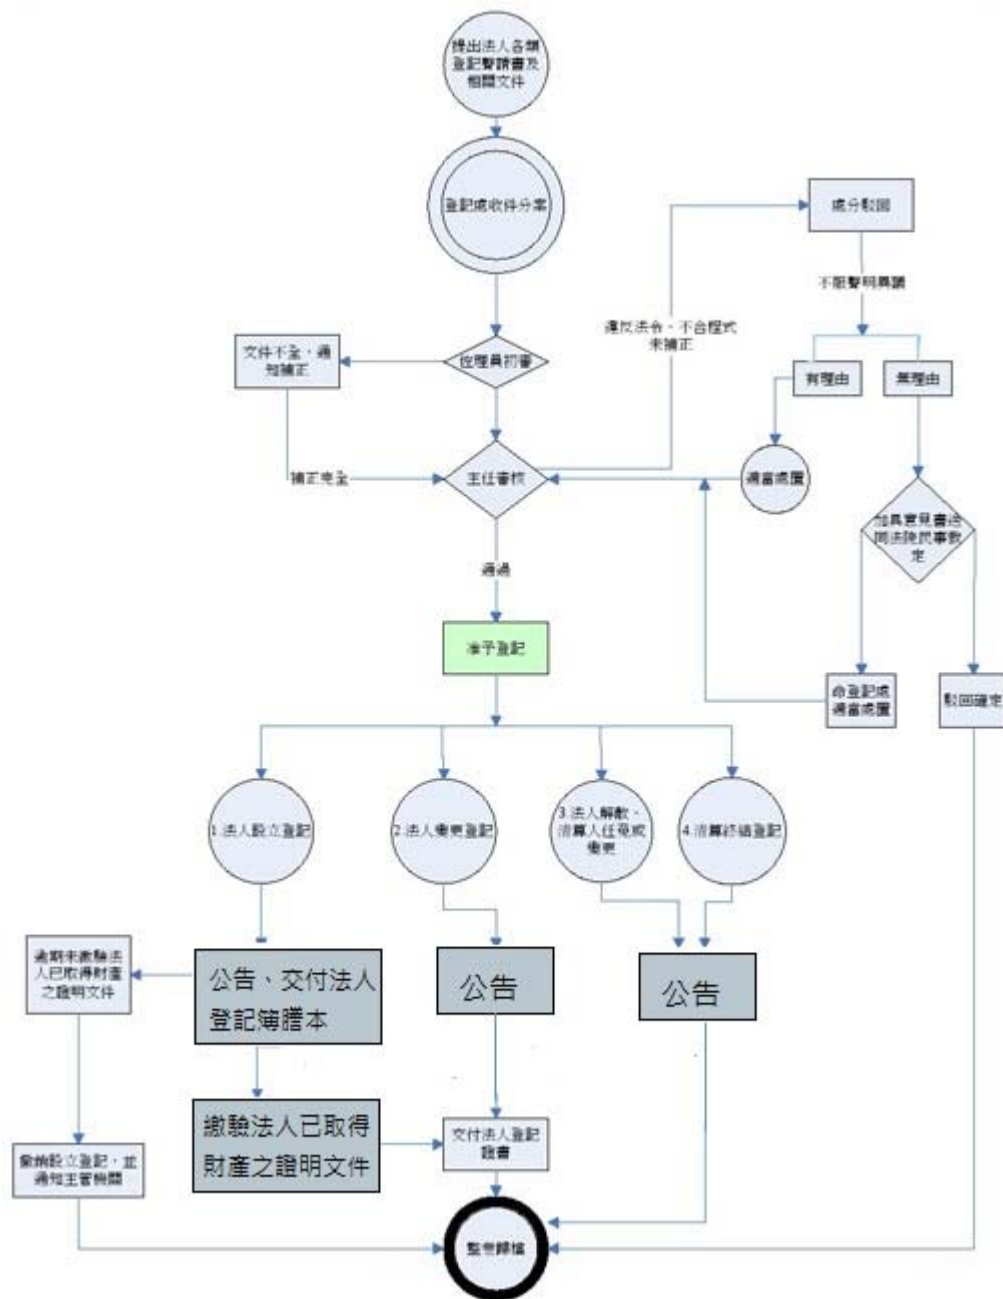 提出法人各類
登記聲請書及
相關文件
登記處收件分案
處分駁回
不服聲明異議
違反法令、不合程式
未補正
文件不全，通
知補正
初審
有理由
無理由
補正完全
主任審核
適當處置
加具意見書送
同法院民事裁
定
通過
准予登記
命登記處
適當處置
駁回確定
1.法人設立登記
2.法人變更登記
3.法人解散、
清算人任免或
變更
4.清算終結登記
逾期未繳驗法
人已取得財產
之證明文件
公告、交付法人
登記簿謄本
公告
公告
繳驗法人已取得
財產之證明文件
交付法人登記
證書
撤銷設立登記，並
通知主管機關
整卷歸檔